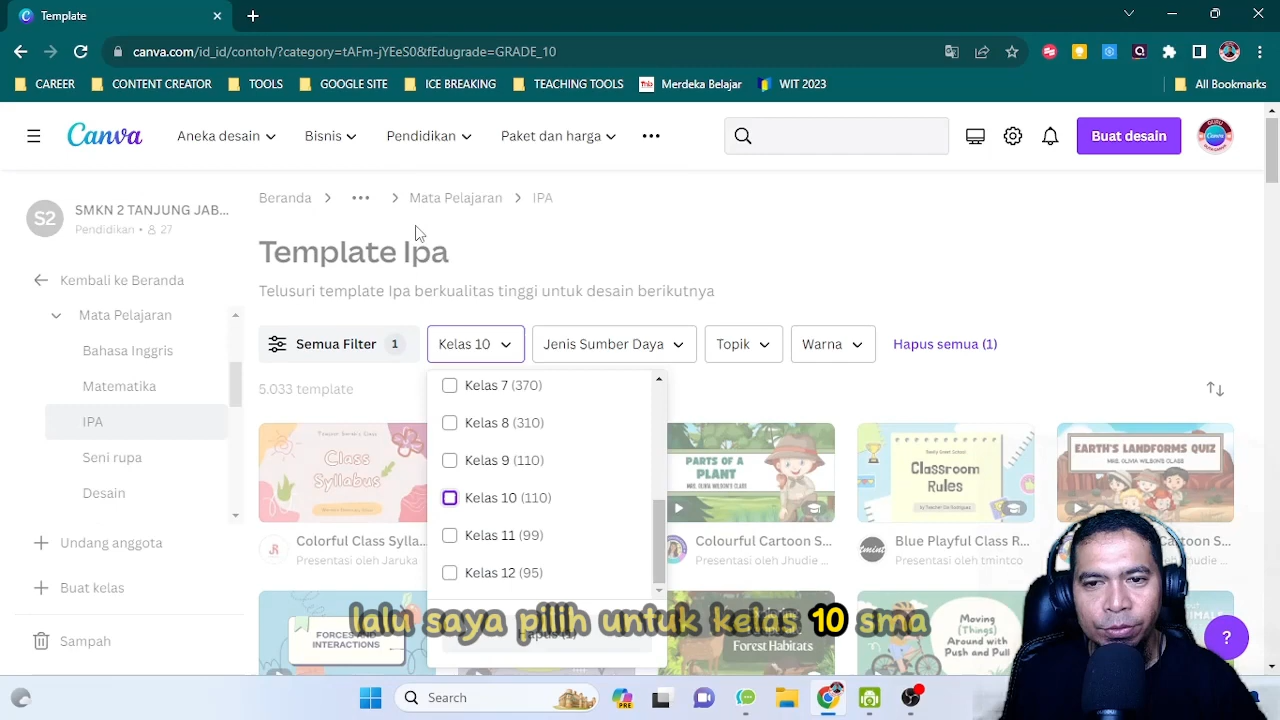 canva.com/id_id/contoh/?category=tAFm-jYEeS0&fEdugrade=GRADE_10
CAREER
CONTENT CREATOR
TOOLS
GOOGLE SITE
ICE BREAKING
TEACHING TOOLS
Merdeka Belajar
WIT 2023
All Bookmarks
Canva
Aneka desain
Bisnis
Pendidikan
Paket dan harga
Buat desain
S2
SMKN 2 TANJUNG JAB...
Pendidikan • 27
Kembali ke Beranda
Mata Pelajaran
Bahasa Inggris
Matematika
IPA
Seni rupa
Desain
Undang anggota
Buat kelas
Sampah
Beranda > ••• > Mata Pelajaran > IPA
Template Ipa
Telusuri template Ipa berkualitas tinggi untuk desain berikutnya
Semua Filter 1
Kelas 10
Jenis Sumber Daya
Topik
Warna
Hapus semua (1)
5.033 template
Kelas 7 (370)
Kelas 8 (310)
Kelas 9 (110)
Kelas 10 (110)
Kelas 11 (99)
Kelas 12 (95)
Hapus (1)
Class
Syllabus
PARTS OF
A PLANT
Classroom
Rules
EARTH'S LANDFORMS QUIZ
MRS. OLIVIA WILSON'S CLASS
Colorful Class Sylla...
Presentasi oleh Jaruka
Colourful Cartoon S...
Presentasi oleh Jhudie ...
tmint
Blue Playful Class R...
Presentasi oleh tmintco
FORCES AND
INTERACTIONS
Forest Habitats
Moving
(Things)
Around with
Push and Pull
lalu saya pilih untuk kelas 10 sma
?
Search
PRE